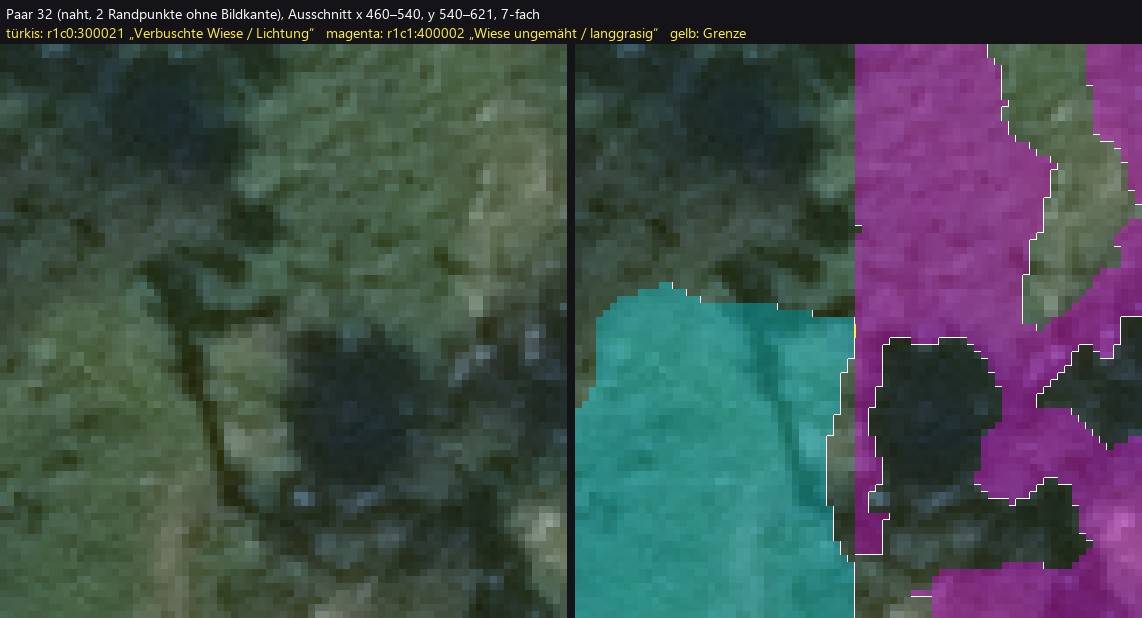 Paar 32 (naht, 2 Randpunkte ohne Bildkante), Ausschnitt x 460–540, y 540–621, 7-fach
türkis: r1c0:300021 „Verbuschte Wiese / Lichtung“ magenta: r1c1:400002 „Wiese ungemäht / langgrasig“ gelb: Grenze